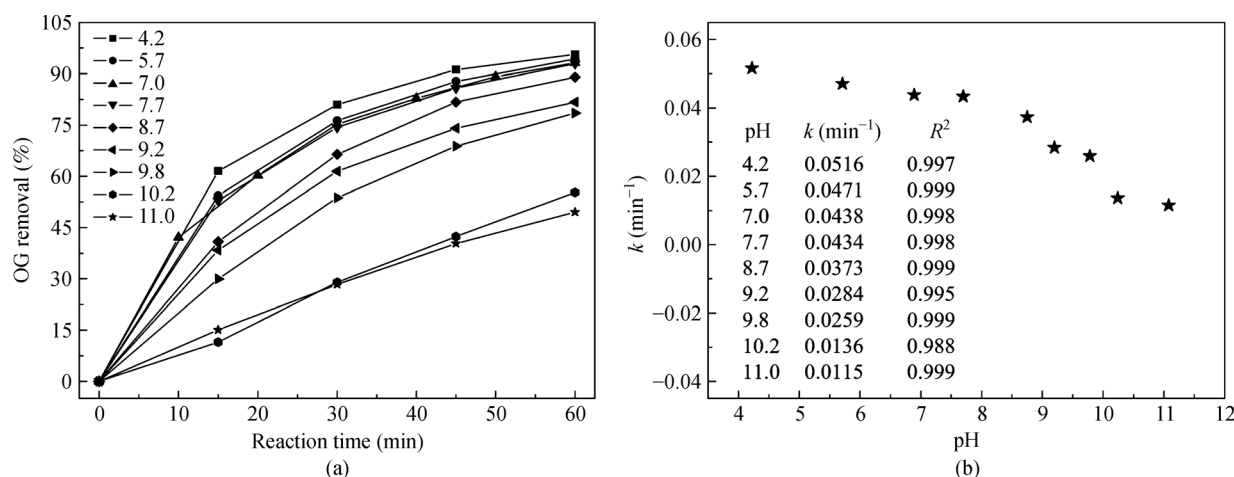 105
90
75
60
45
30
15
0
OG removal (%)
4.2
5.7
7.0
7.7
8.7
9.2
9.8
10.2
11.0
0 10 20 30 40 50 60
Reaction time (min)
(a)
0.06
0.04
0.02
0.00
−0.02
−0.04
k (min⁻¹)
pH k (min⁻¹) R²
4.2 0.0516 0.997
5.7 0.0471 0.999
7.0 0.0438 0.998
7.7 0.0434 0.998
8.7 0.0373 0.999
9.2 0.0284 0.995
9.8 0.0259 0.999
10.2 0.0136 0.988
11.0 0.0115 0.999
4 5 6 7 8 9 10 11 12
pH
(b)